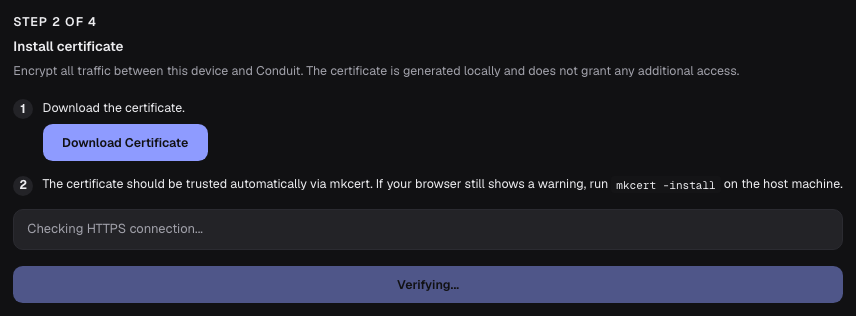 STEP 2 OF 4
Install certificate
Encrypt all traffic between this device and Conduit. The certificate is generated locally and does not grant any additional access.
1 Download the certificate.
Download Certificate
2 The certificate should be trusted automatically via mkcert. If your browser still shows a warning, run mkcert -install on the host machine.
Checking HTTPS connection...
Verifying...